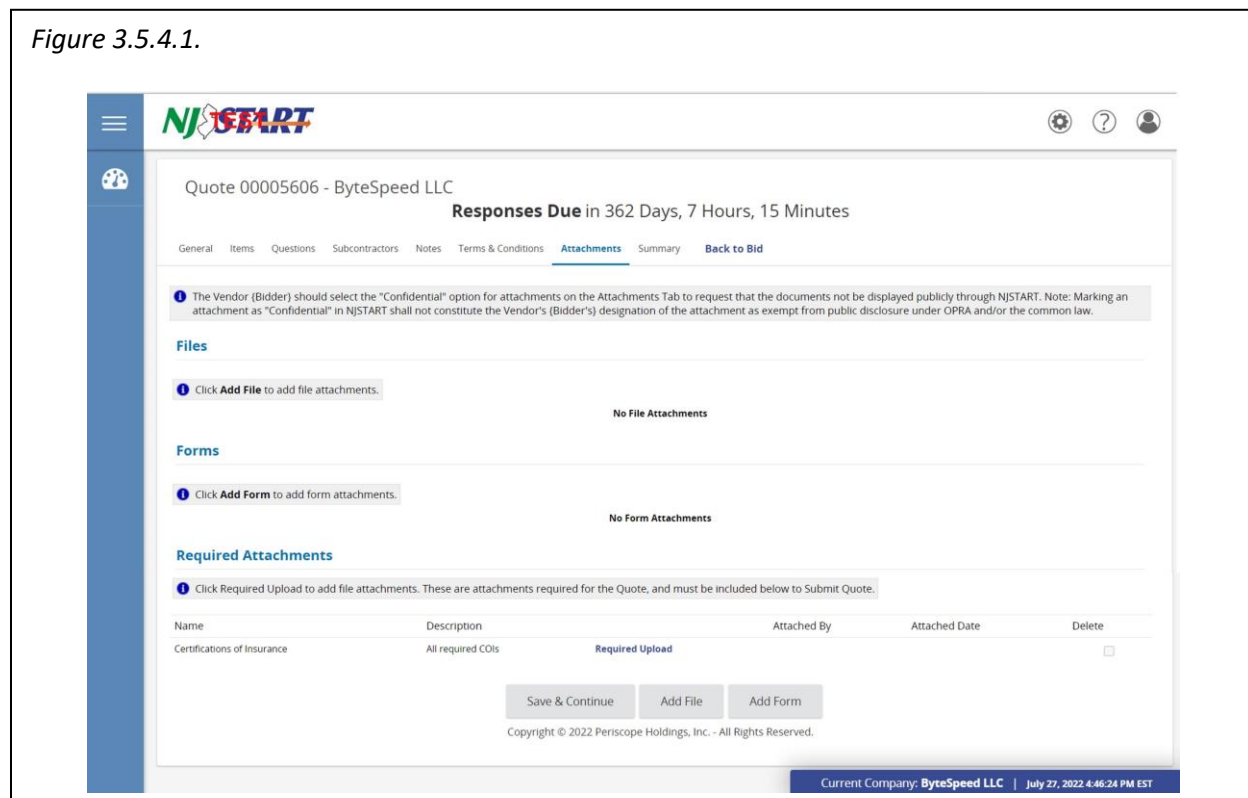 Figure 3.5.4.1.
NJSTART
TEST
Quote 00005606 - ByteSpeed LLC
Responses Due in 362 Days, 7 Hours, 15 Minutes
General Items Questions Subcontractors Notes Terms & Conditions Attachments Summary Back to Bid
The Vendor {Bidder} should select the "Confidential" option for attachments on the Attachments Tab to request that the documents not be displayed publicly through NJSTART. Note: Marking an
attachment as "Confidential" in NJSTART shall not constitute the Vendor's {Bidder's} designation of the attachment as exempt from public disclosure under OPRA and/or the common law.
Files
Click Add File to add file attachments.
No File Attachments
Forms
Click Add Form to add form attachments.
No Form Attachments
Required Attachments
Click Required Upload to add file attachments. These are attachments required for the Quote, and must be included below to Submit Quote.
Name Description Attached By Attached Date Delete
Certifications of Insurance All required COIs Required Upload
Save & Continue Add File Add Form
Copyright © 2022 Periscope Holdings, Inc. - All Rights Reserved.
Current Company: ByteSpeed LLC | July 27, 2022 4:46:24 PM EST